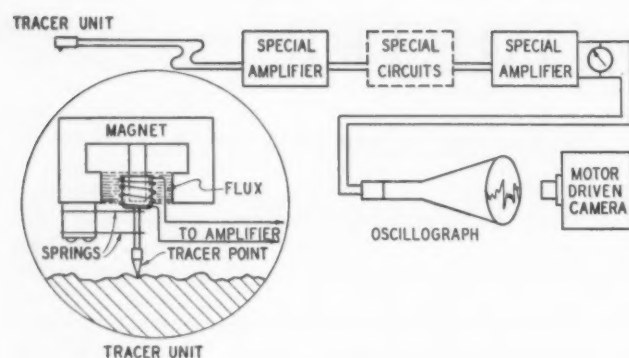 TRACER UNIT
SPECIAL
AMPLIFIER
SPECIAL
CIRCUITS
SPECIAL
AMPLIFIER
MAGNET
FLUX
TO AMPLIFIER
SPRINGS
TRACER POINT
TRACER UNIT
OSCILLOGRAPH
MOTOR
DRIVEN
CAMERA